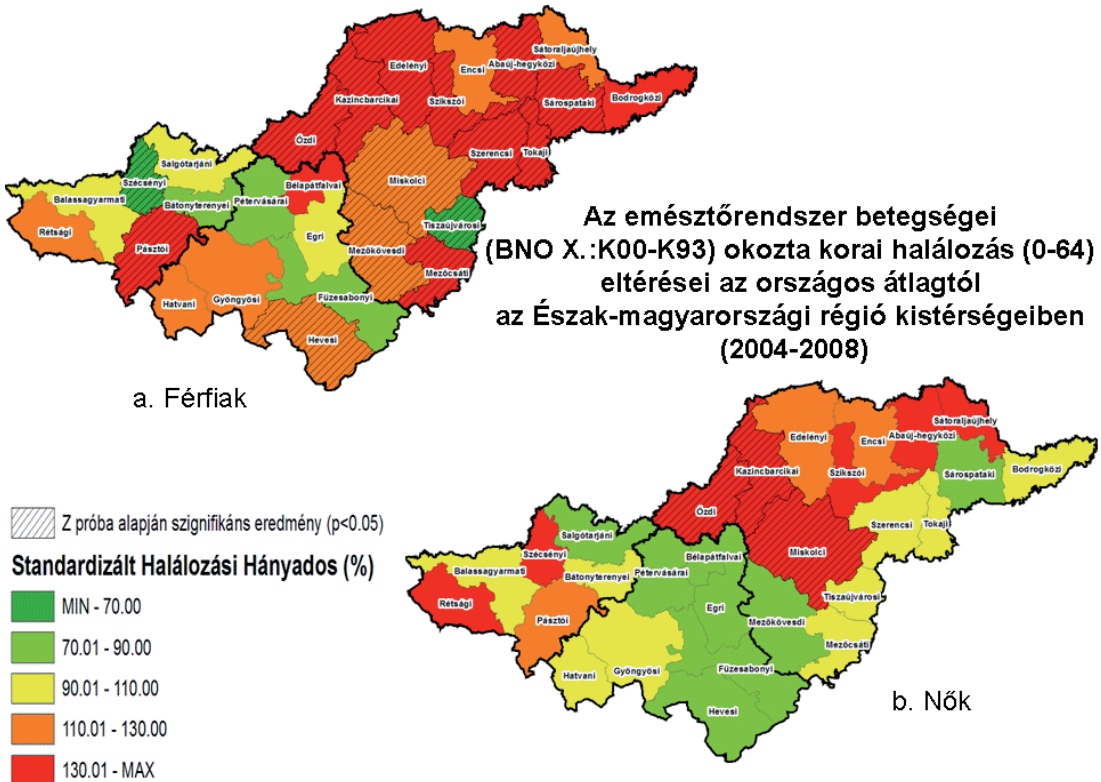 Sátoraljaújhely
Edelényi
Encsi
Abaúj-hegyközi
Kazincbarcikai
Szikszói
Sárospataki
Bodrogközi
Ózdi
Szerencsi
Tokaji
Salgótarjáni
Miskolci
Szécsényi
Bélapátfalvai
Balassagyarmati
Bátonyterenyei
Pétervásárai
Tiszaújvárosi
Rétsági
Egri
Pásztói
Mezőkövesdi
Mezőcsáti
Hatvani
Gyöngyösi
Füzesabonyi
Hevesi
a. Férfiak
Az emésztőrendszer betegségei
(BNO X.:K00-K93) okozta korai halálozás (0-64)
eltérései az országos átlagtól
az Észak-magyarországi régió kistérségeiben
(2004-2008)
Sátoraljaújhely
Edelényi
Encsi
Abaúj-hegyközi
Kazincbarcikai
Szikszói
Sárospataki
Bodrogközi
Ózdi
Szerencsi
Tokaji
Salgótarjáni
Miskolci
Szécsényi
Bélapátfalvai
Balassagyarmati
Bátonyterenyei
Pétervásárai
Tiszaújvárosi
Rétsági
Egri
Pásztói
Mezőkövesdi
Mezőcsáti
Hatvani
Gyöngyösi
Füzesabonyi
Hevesi
b. Nők
Z próba alapján szignifikáns eredmény (p<0.05)
Standardizált Halálozási Hányados (%)
MIN - 70.00
70.01 - 90.00
90.01 - 110.00
110.01 - 130.00
130.01 - MAX